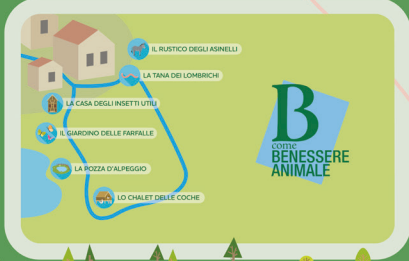 IL RUSTICO DEGLI ASINELLI
LA TANA DEI LOMBRICHI
LA CASA DEGLI INSETTI UTILI
IL GIARDINO DELLE FARFALLE
LA POZZA D'ALPEGGIO
LO CHALET DELLE COCHE
B
come
BENESSERE
ANIMALE